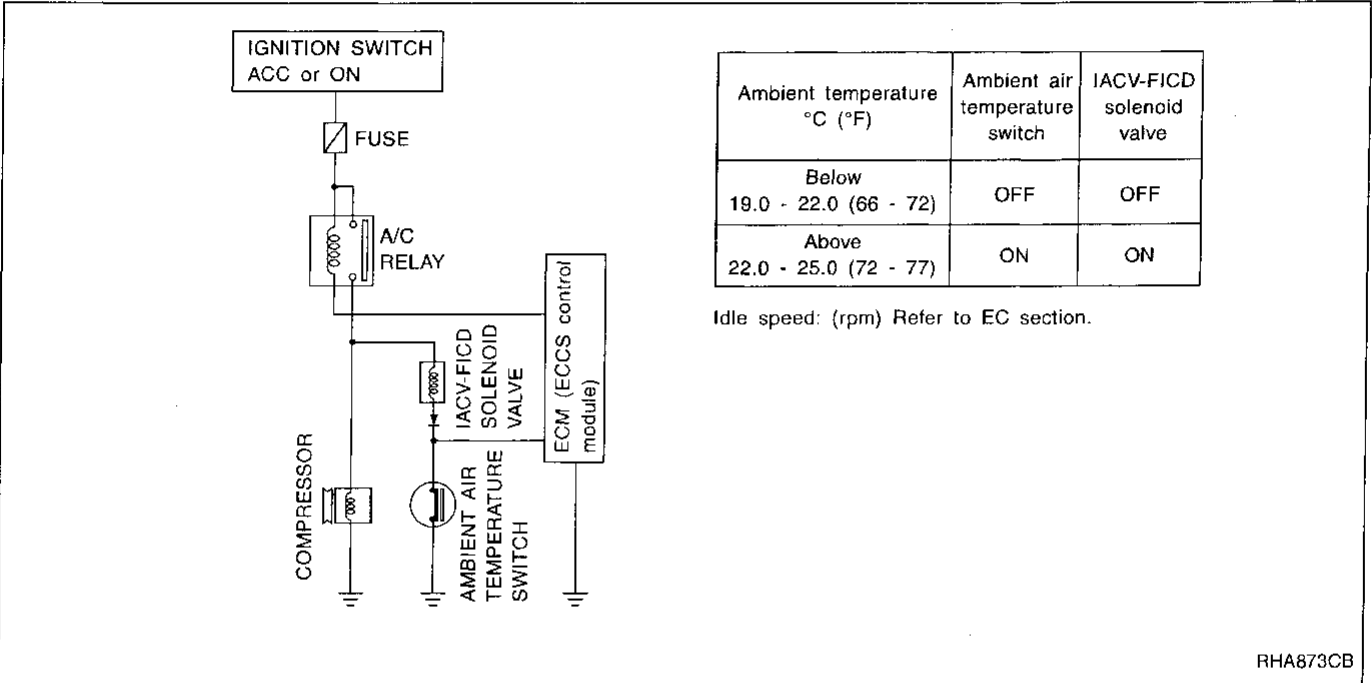 IGNITION SWITCH
ACC or ON
FUSE
A/C
RELAY
IACV-FICD
SOLENOID
VALVE
ECM (ECCS control
module)
COMPRESSOR
AMBIENT AIR
TEMPERATURE
SWITCH
Ambient temperature
°C (°F)
Ambient air
temperature
switch
IACV-FICD
solenoid
valve
Below
19.0 - 22.0 (66 - 72)
OFF
OFF
Above
22.0 - 25.0 (72 - 77)
ON
ON
Idle speed: (rpm) Refer to EC section.
RHA873CB